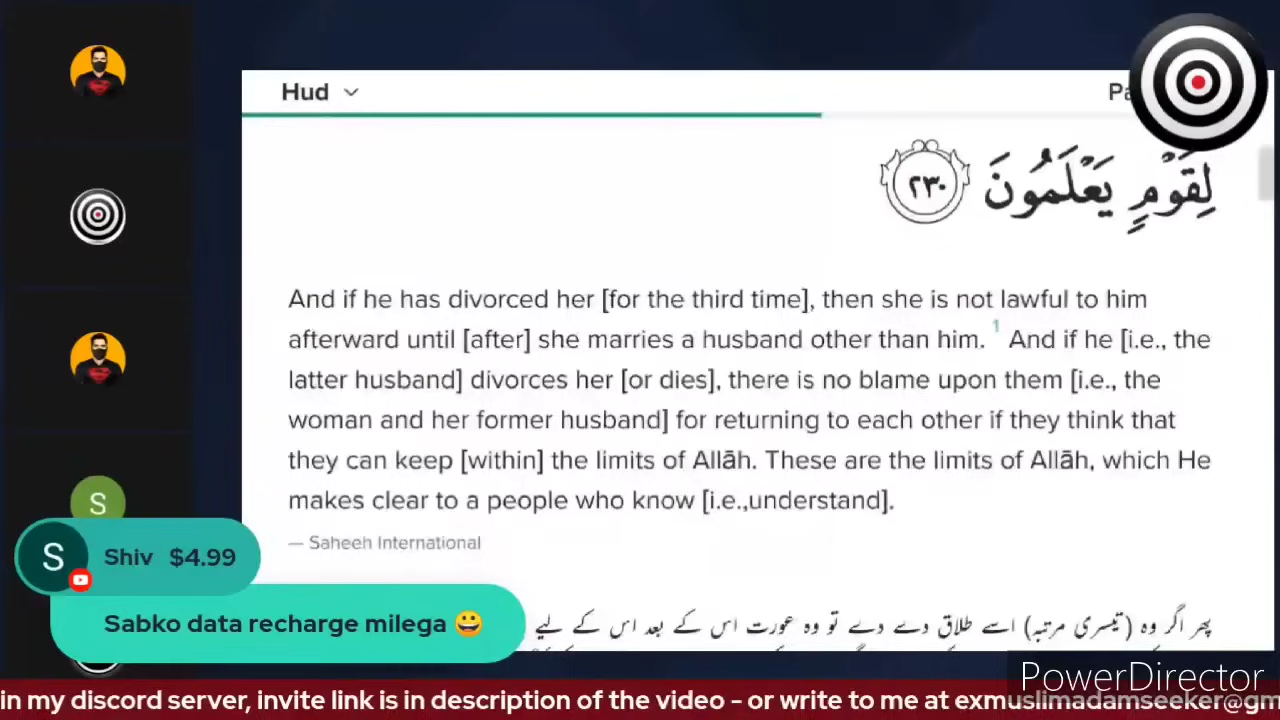 Hud
لِقَوْمٍ يَعْلَمُونَ ٢٣٠
And if he has divorced her [for the third time], then she is not lawful to him
afterward until [after] she marries a husband other than him. 1 And if he [i.e., the
latter husband] divorces her [or dies], there is no blame upon them [i.e., the
woman and her former husband] for returning to each other if they think that
they can keep [within] the limits of Allāh. These are the limits of Allāh, which He
makes clear to a people who know [i.e.,understand].
— Saheeh International
S
S Shiv $4.99
Sabko data recharge milega 😀
پھر اگر وہ (تیسری مرتبہ) اسے طلاق دے دے تو وہ عورت اس کے بعد اس کے لیے
PowerDirector
in my discord server, invite link is in description of the video - or write to me at exmuslimadamseeker@gm